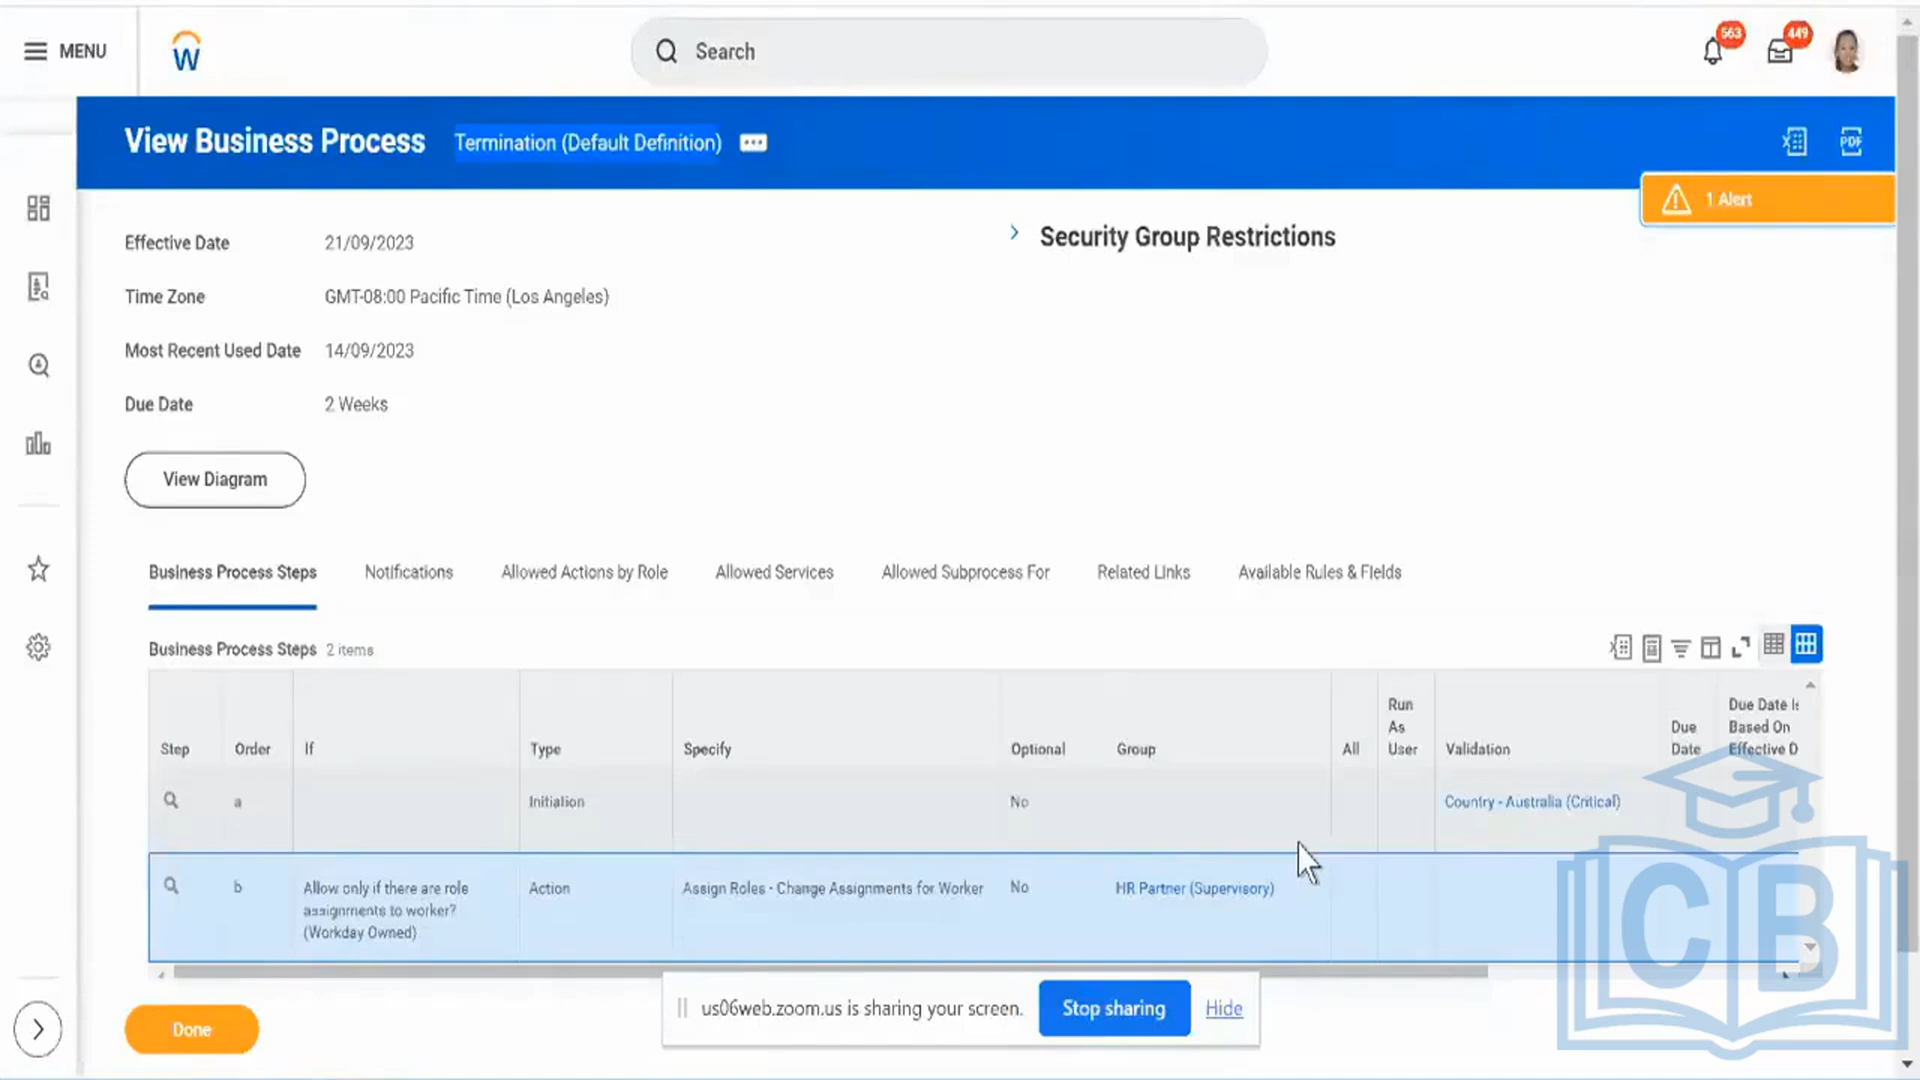 MENU
W
Search
563
449
View Business Process Termination (Default Definition)
PDF
1 Alert
Effective Date 21/09/2023
Security Group Restrictions
Time Zone GMT-08:00 Pacific Time (Los Angeles)
Most Recent Used Date 14/09/2023
Due Date 2 Weeks
View Diagram
Business Process Steps Notifications Allowed Actions by Role Allowed Services Allowed Subprocess For Related Links Available Rules & Fields
Business Process Steps 2 items
Step Order If Type Specify Optional Group All Run As User Validation Due Date Due Date Is Based On Effective D
a Initiation No Country - Australia (Critical)
b Allow only if there are role Action Assign Roles - Change Assignments for Worker No HR Partner (Supervisory)
assignments to worker?
(Workday Owned)
us06web.zoom.us is sharing your screen. Stop sharing Hide
Done
CB